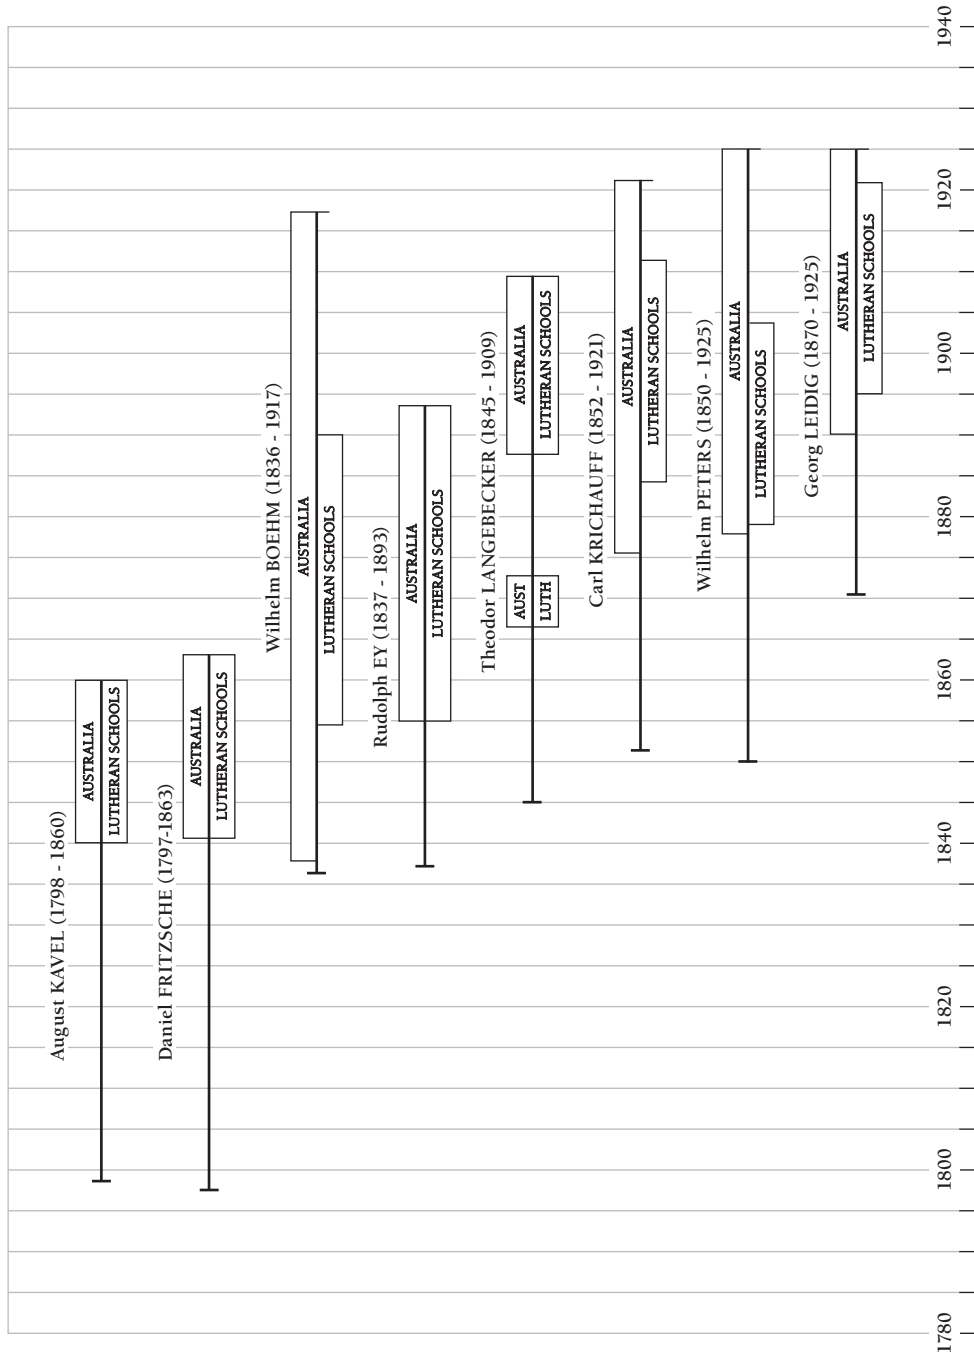 August KAVEL (1798 - 1860)
AUSTRALIA
LUTHERAN SCHOOLS
Daniel FRITZSCHE (1797-1863)
AUSTRALIA
LUTHERAN SCHOOLS
Wilhelm BOEHM (1836 - 1917)
AUSTRALIA
LUTHERAN SCHOOLS
Rudolph EY (1837 - 1893)
AUSTRALIA
LUTHERAN SCHOOLS
Theodor LANGEBECKER (1845 - 1909)
AUST
LUTH
AUSTRALIA
LUTHERAN SCHOOLS
Carl KRICHAUFF (1852 - 1921)
AUSTRALIA
LUTHERAN SCHOOLS
Wilhelm PETERS (1850 - 1925)
AUSTRALIA
LUTHERAN SCHOOLS
Georg LEIDIG (1870 - 1925)
AUSTRALIA
LUTHERAN SCHOOLS
1780 1800 1820 1840 1860 1880 1900 1920 1940